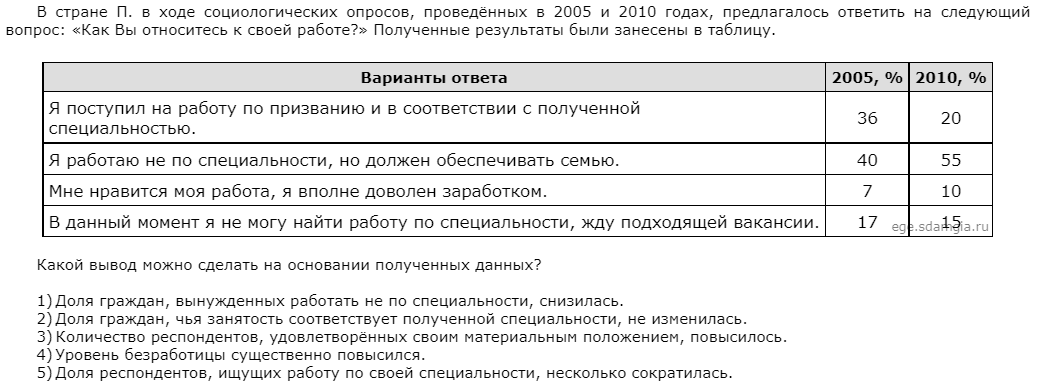 В стране П. в ходе социологических опросов, проведённых в 2005 и 2010 годах, предлагалось ответить на следующий
вопрос: «Как Вы относитесь к своей работе?» Полученные результаты были занесены в таблицу.
Варианты ответа 2005, % 2010, %
Я поступил на работу по призванию и в соответствии с полученной
специальностью. 36 20
Я работаю не по специальности, но должен обеспечивать семью. 40 55
Мне нравится моя работа, я вполне доволен заработком. 7 10
В данный момент я не могу найти работу по специальности, жду подходящей вакансии. 17 15
ege.sdamgia.ru
Какой вывод можно сделать на основании полученных данных?
1) Доля граждан, вынужденных работать не по специальности, снизилась.
2) Доля граждан, чья занятость соответствует полученной специальности, не изменилась.
3) Количество респондентов, удовлетворённых своим материальным положением, повысилось.
4) Уровень безработицы существенно повысился.
5) Доля респондентов, ищущих работу по своей специальности, несколько сократилась.